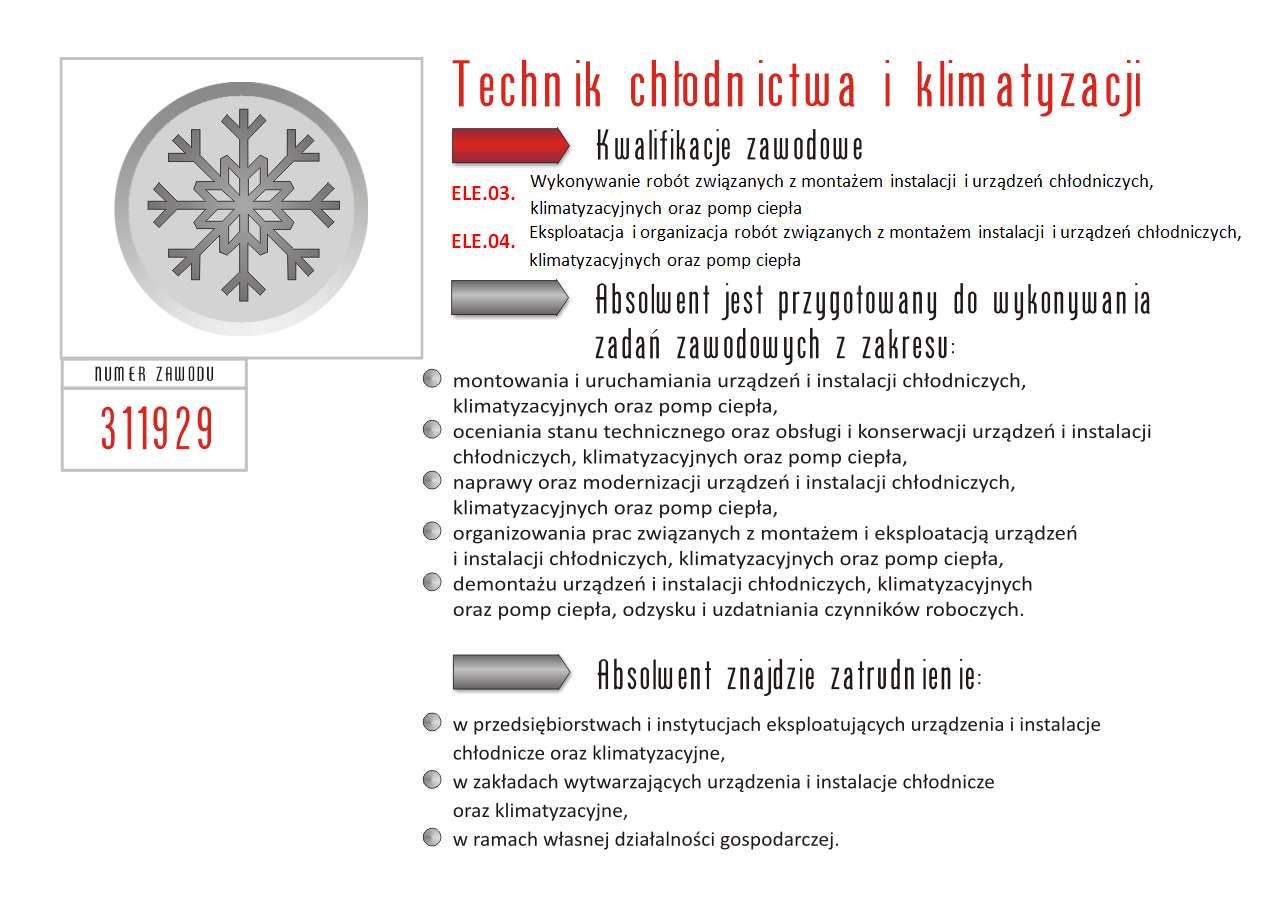 Technik chłodnictwa i klimatyzacji
Kwalifikacje zawodowe
ELE.03. Wykonywanie robót związanych z montażem instalacji i urządzeń chłodniczych,
klimatyzacyjnych oraz pomp ciepła
ELE.04. Eksploatacja i organizacja robót związanych z montażem instalacji i urządzeń chłodniczych,
klimatyzacyjnych oraz pomp ciepła
Absolwent jest przygotowany do wykonywania
zadań zawodowych z zakresu:
NUMER ZAWODU
311929
montowania i uruchamiania urządzeń i instalacji chłodniczych,
klimatyzacyjnych oraz pomp ciepła,
oceniania stanu technicznego oraz obsługi i konserwacji urządzeń i instalacji
chłodniczych, klimatyzacyjnych oraz pomp ciepła,
naprawy oraz modernizacji urządzeń i instalacji chłodniczych,
klimatyzacyjnych oraz pomp ciepła,
organizowania prac związanych z montażem i eksploatacją urządzeń
i instalacji chłodniczych, klimatyzacyjnych oraz pomp ciepła,
demontażu urządzeń i instalacji chłodniczych, klimatyzacyjnych
oraz pomp ciepła, odzysku i uzdatniania czynników roboczych.
Absolwent znajdzie zatrudnienie:
w przedsiębiorstwach i instytucjach eksploatujących urządzenia i instalacje
chłodnicze oraz klimatyzacyjne,
w zakładach wytwarzających urządzenia i instalacje chłodnicze
oraz klimatyzacyjne,
w ramach własnej działalności gospodarczej.